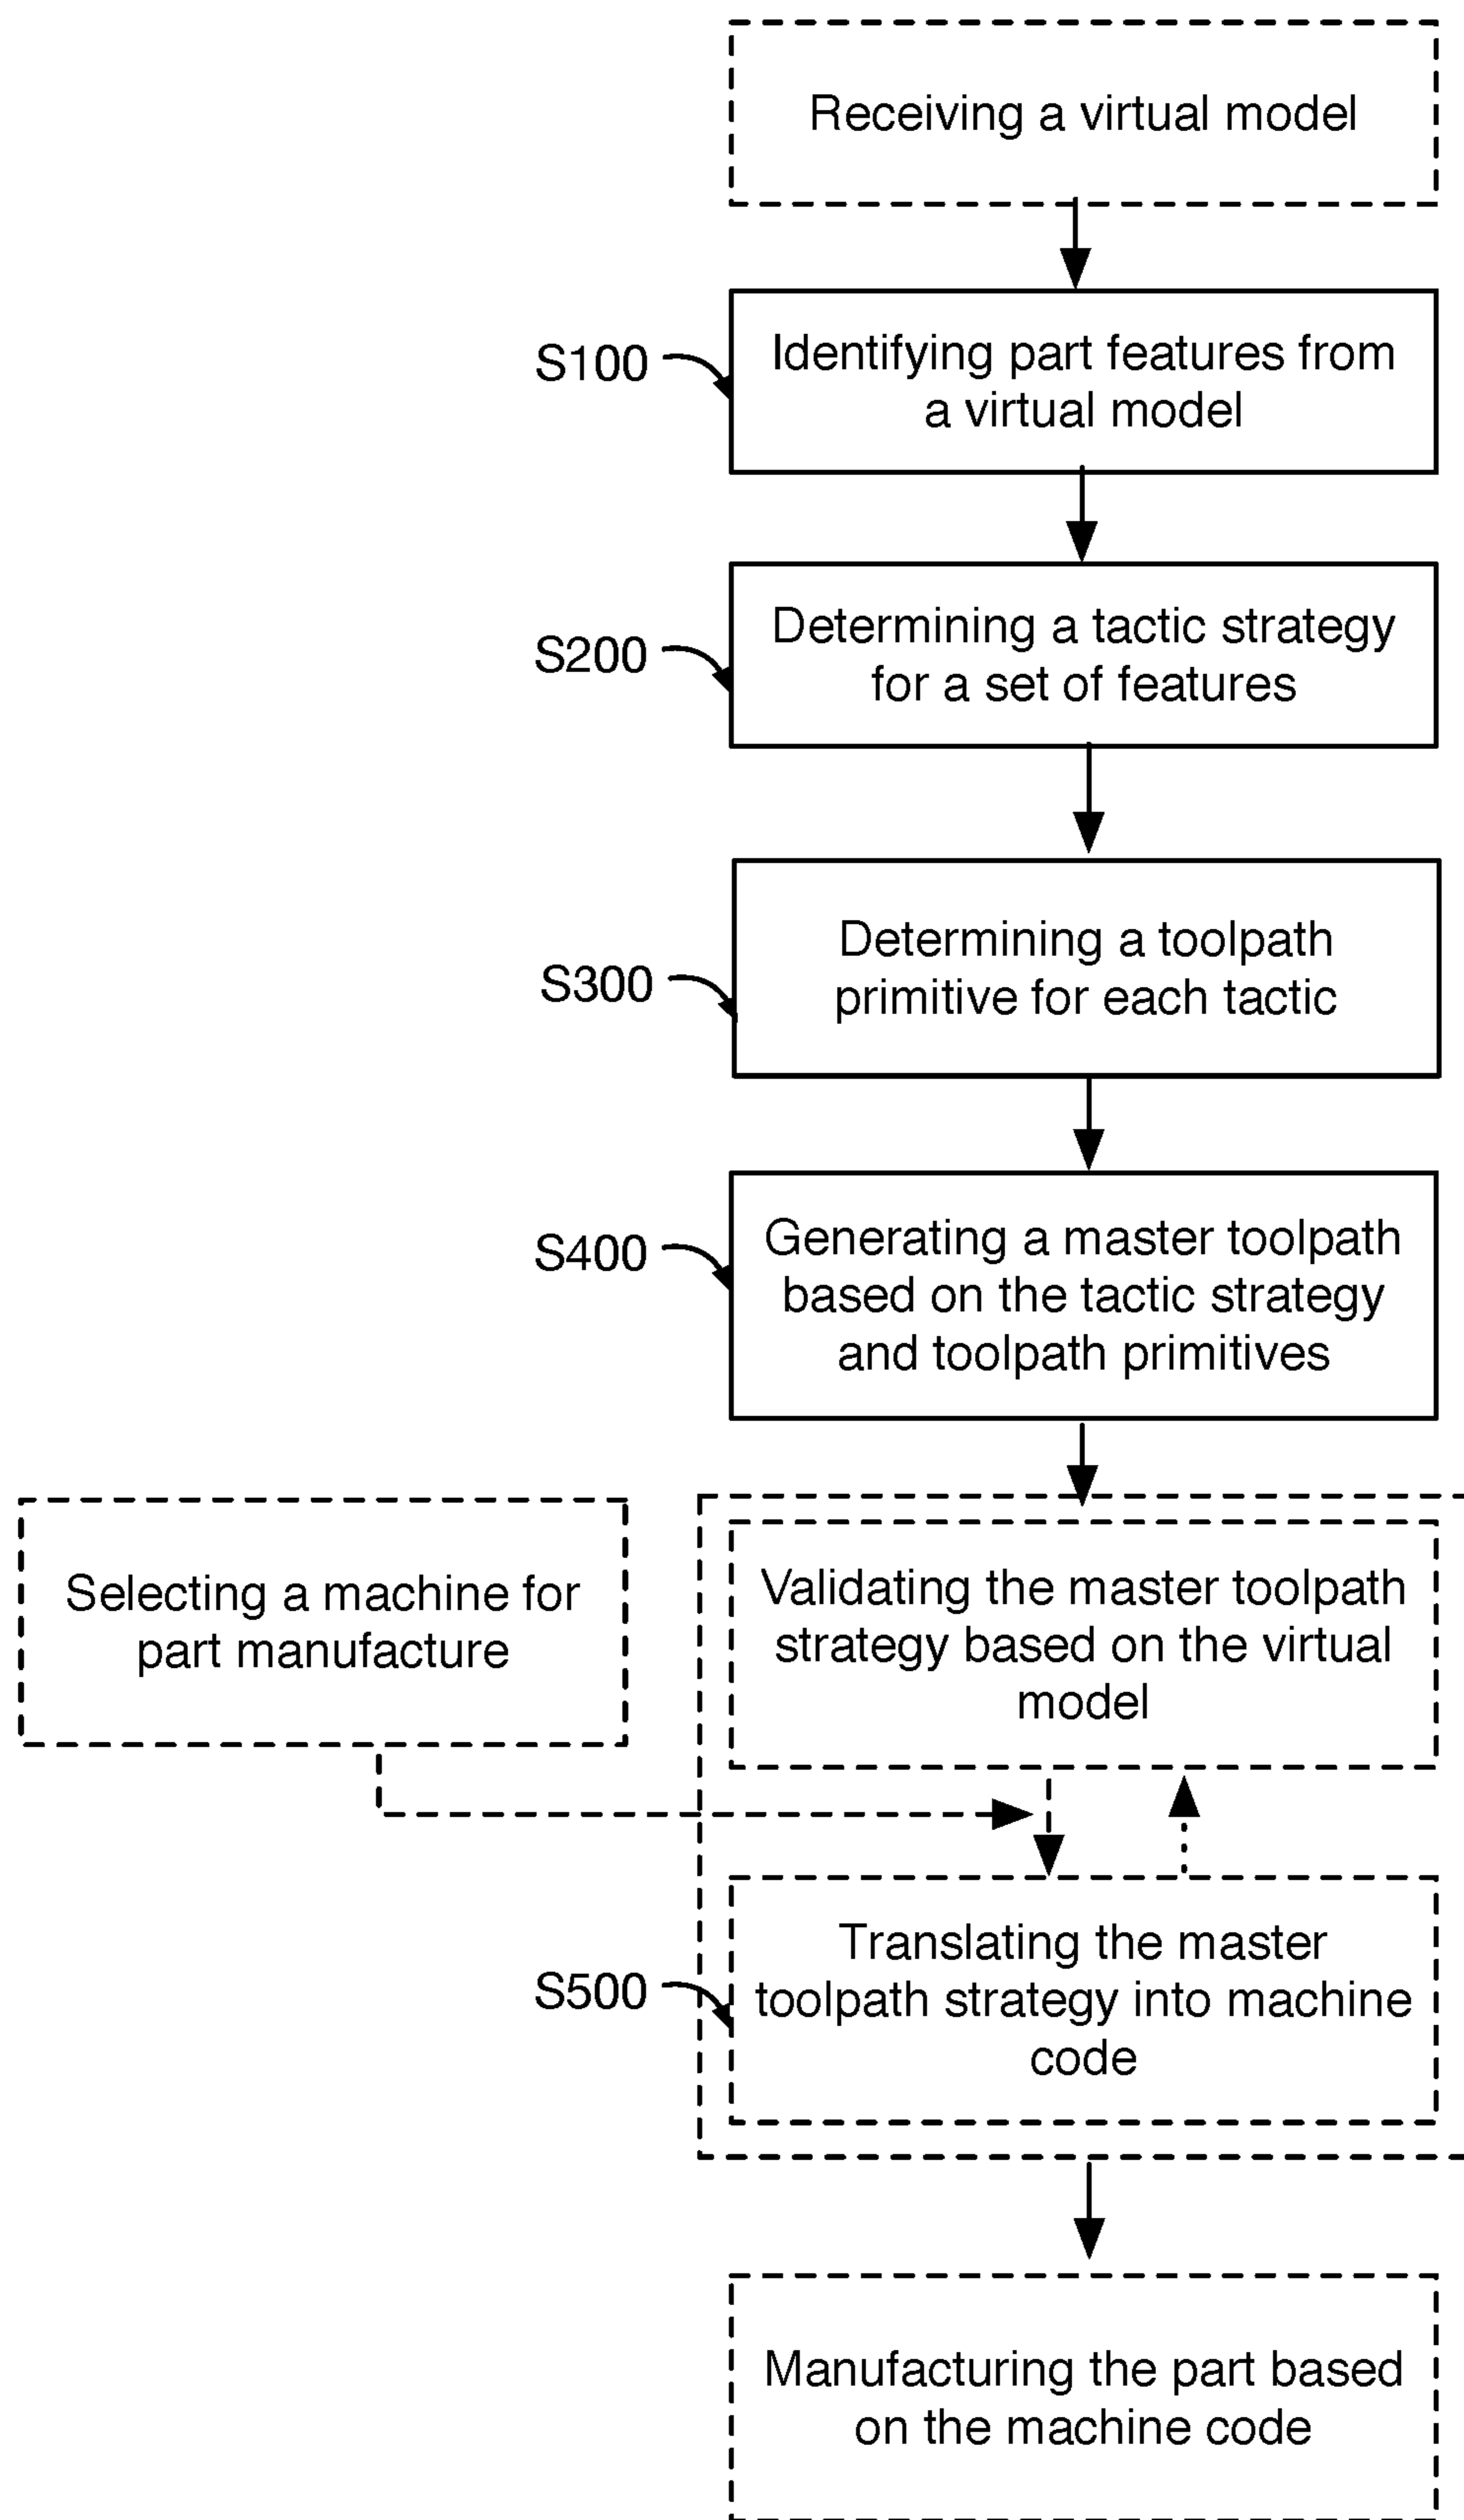 Receiving a virtual model
S100
Identifying part features from
a virtual model
S200
Determining a tactic strategy
for a set of features
S300
Determining a toolpath
primitive for each tactic
S400
Generating a master toolpath
based on the tactic strategy
and toolpath primitives
Selecting a machine for
part manufacture
Validating the master toolpath
strategy based on the virtual
model
S500
Translating the master
toolpath strategy into machine
code
Manufacturing the part based
on the machine code